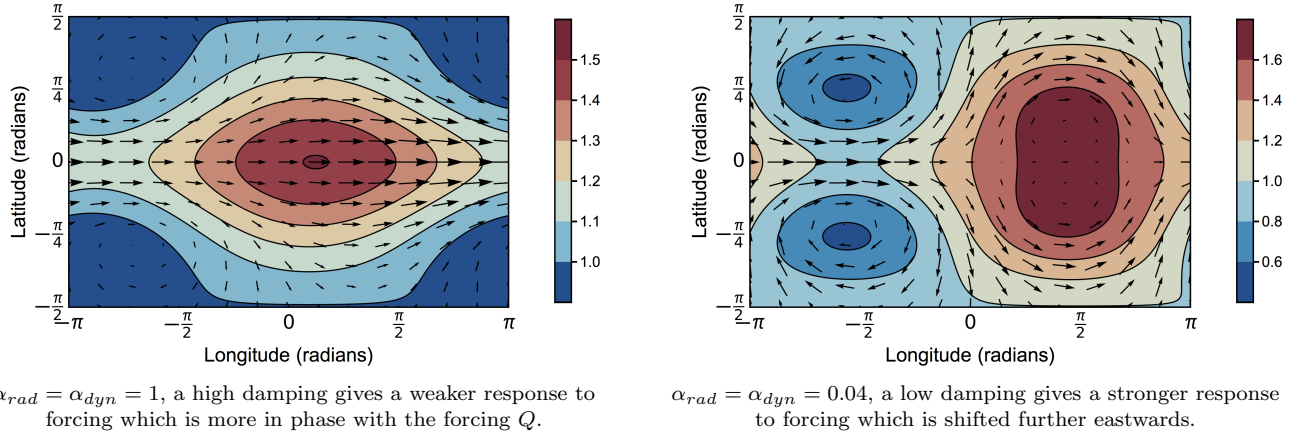 π/2
π/4
0
−π/4
−π/2
Latitude (radians)
−π
−π/2
0
π/2
π
Longitude (radians)
1.5
1.4
1.3
1.2
1.1
1.0
π/2
π/4
0
−π/4
−π/2
Latitude (radians)
−π
−π/2
0
π/2
π
Longitude (radians)
1.6
1.4
1.2
1.0
0.8
0.6
α_rad = α_dyn = 1, a high damping gives a weaker response to
forcing which is more in phase with the forcing Q.
α_rad = α_dyn = 0.04, a low damping gives a stronger response
to forcing which is shifted further eastwards.